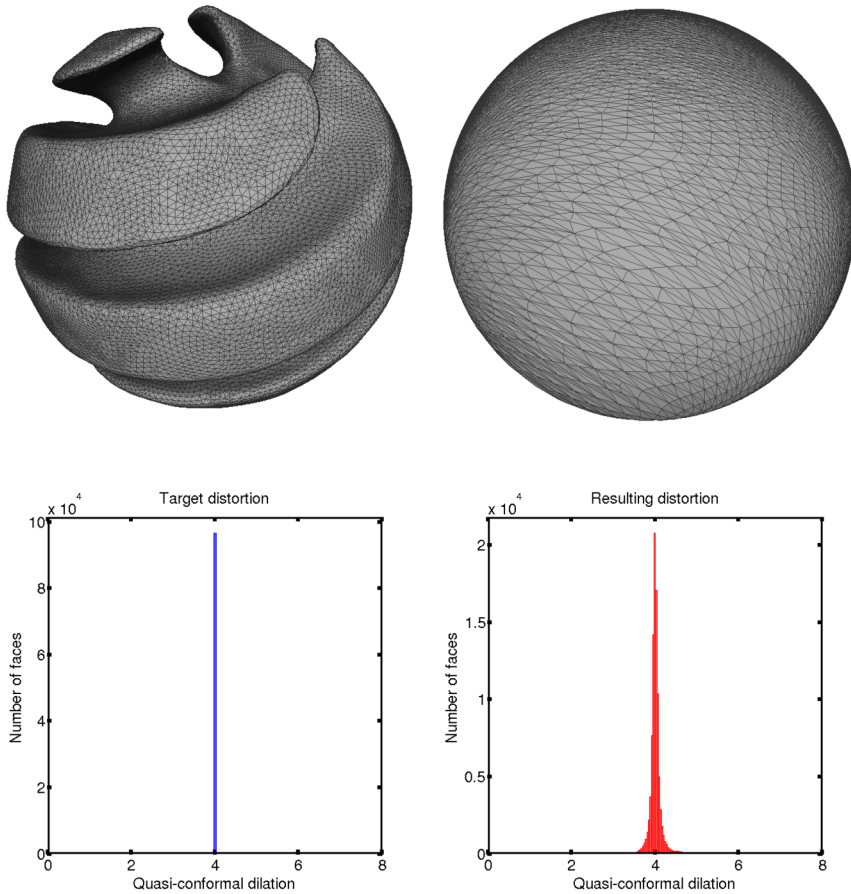 Target distortion
x 10 4
10
8
6
4
2
0
0 2 4 6 8
Number of faces
Quasi-conformal dilation
Resulting distortion
x 10 4
2
1.5
1
0.5
0
0 2 4 6 8
Number of faces
Quasi-conformal dilation